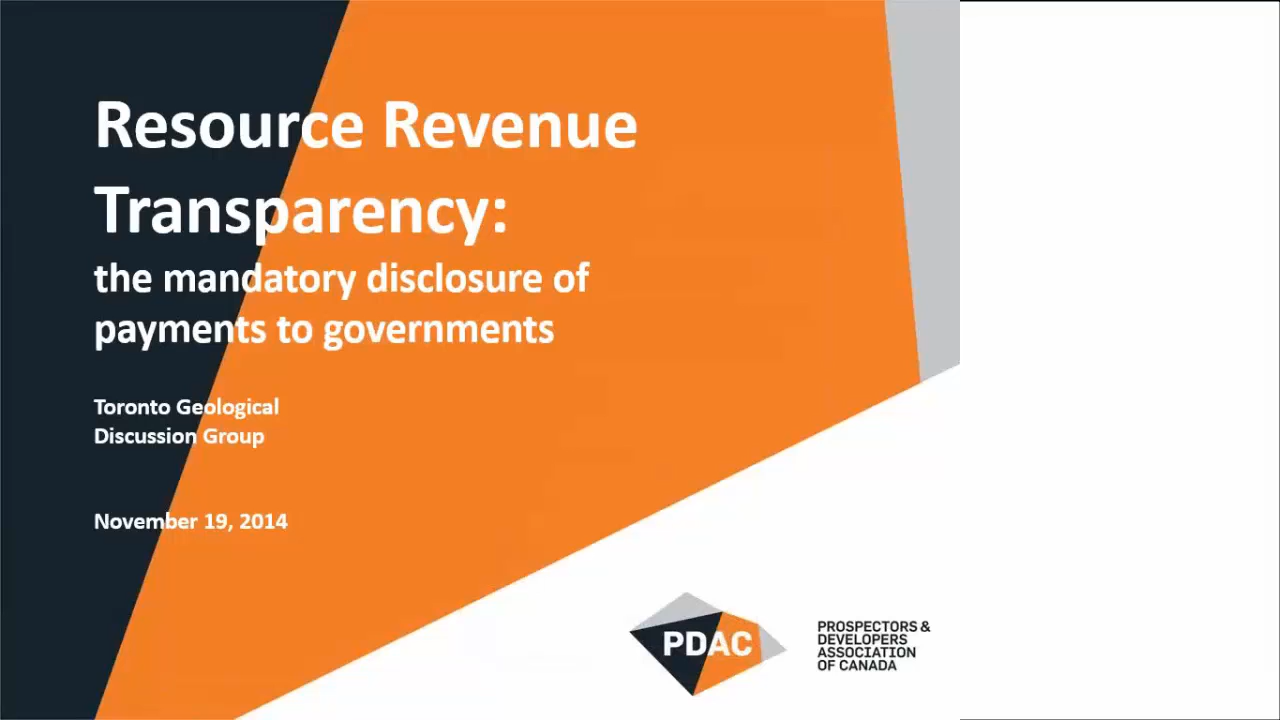 Resource Revenue
Transparency:
the mandatory disclosure of
payments to governments
Toronto Geological
Discussion Group
November 19, 2014
PDAC
PROSPECTORS &
DEVELOPERS
ASSOCIATION
OF CANADA